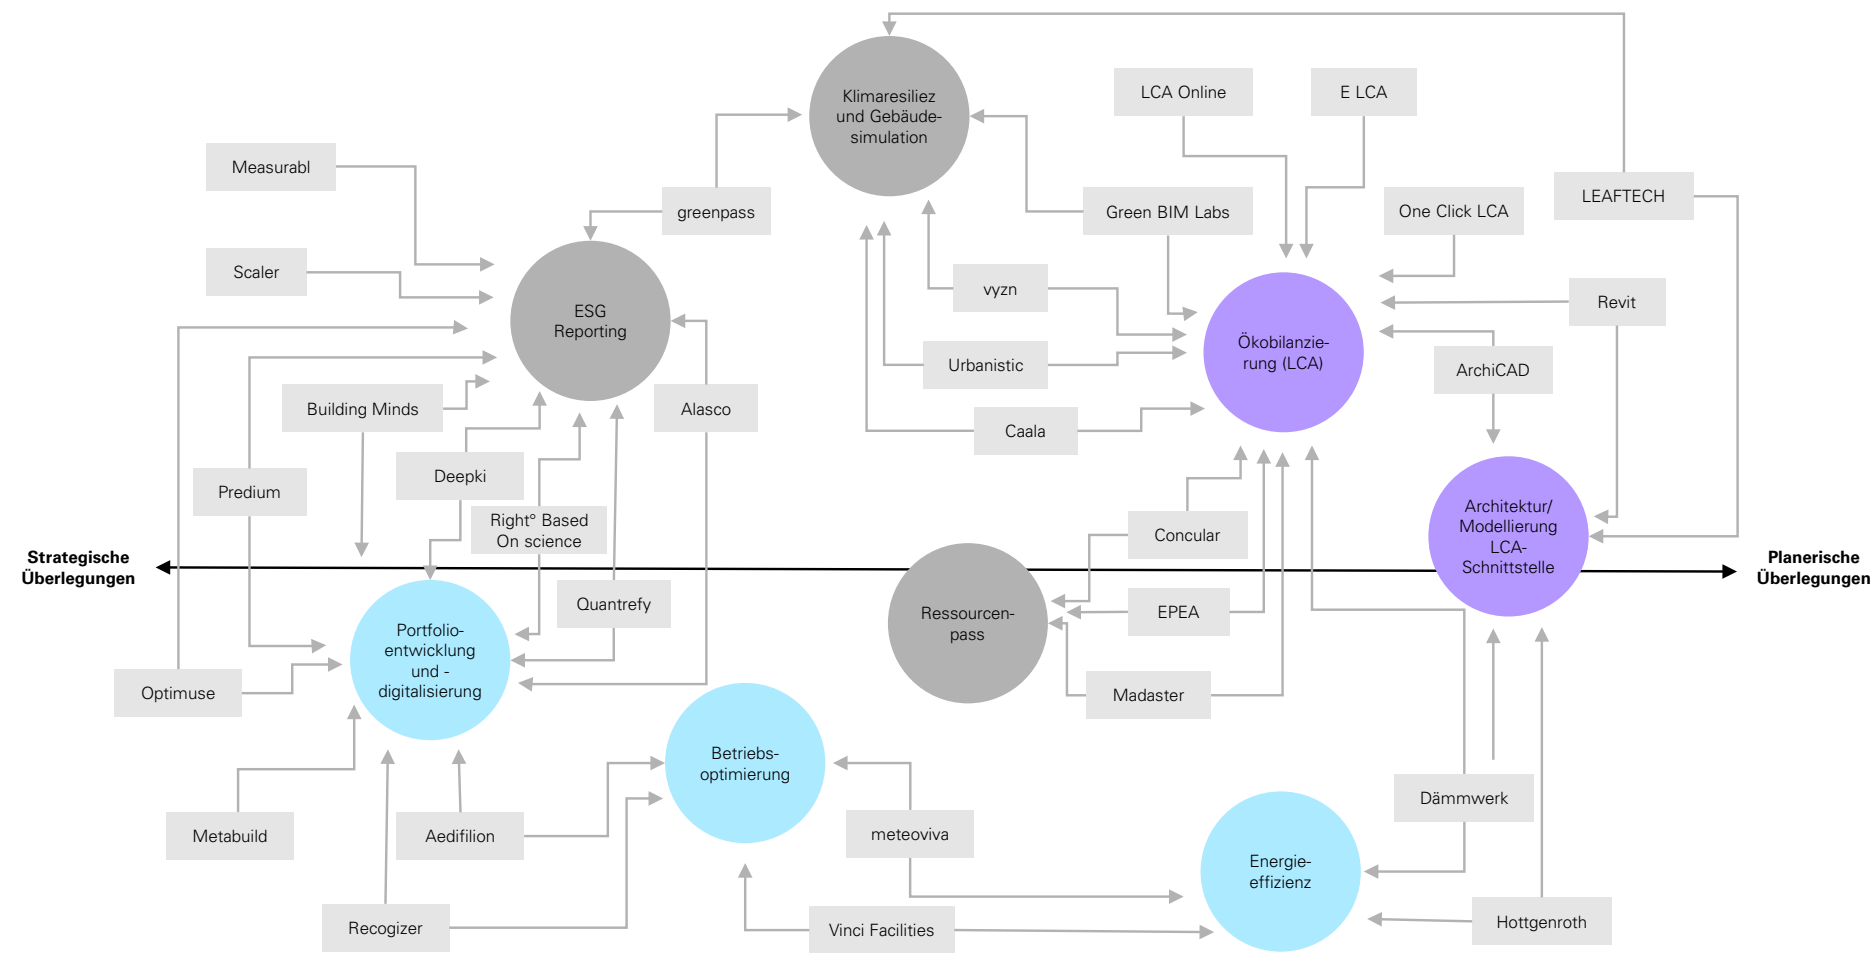 Klimaresiliez
und Gebäude-
simulation
LCA Online
E LCA
Measurabl
greenpass
Green BIM Labs
One Click LCA
LEAFTECH
Scaler
vyzn
Revit
ESG
Reporting
Ökobilanzie-
rung (LCA)
Urbanistic
ArchiCAD
Building Minds
Alasco
Caala
Deepki
Predium
Right° Based
On science
Concular
Architektur/
Modellierung
LCA-
Schnittstelle
Strategische
Überlegungen
Planerische
Überlegungen
Quantrefy
Ressourcen-
pass
EPEA
Portfolio-
entwicklung
und -
digitalisierung
Optimuse
Madaster
Betriebs-
optimierung
Dämmwerk
Metabuild
Aedifilion
meteoviva
Energie-
effizienz
Recogizer
Vinci Facilities
Hottgenroth